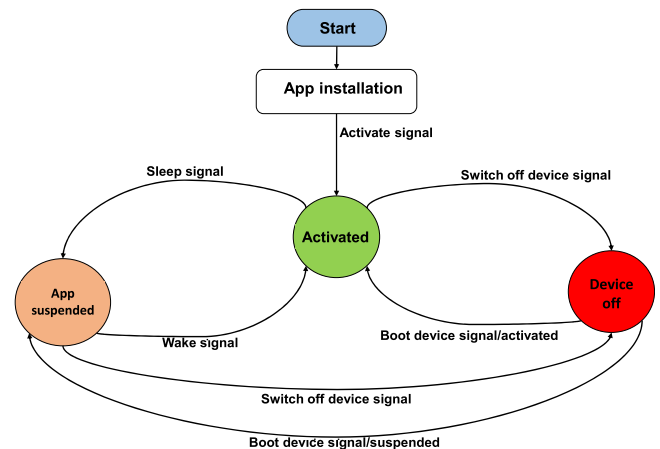 Start
App installation
Activate signal
Sleep signal
Switch off device signal
Activated
App
suspended
Device
off
Wake signal
Boot device signal/activated
Switch off device signal
Boot device signal/suspended